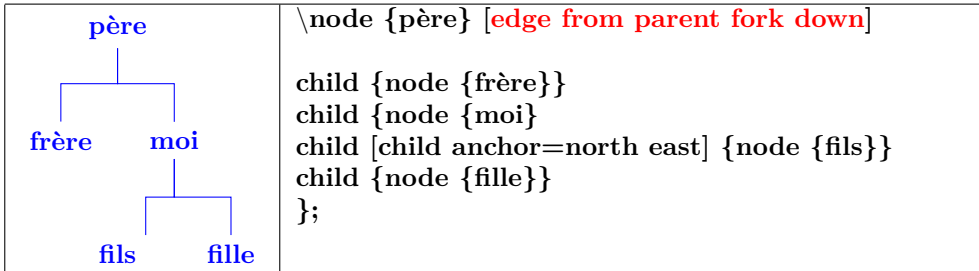 père
frère moi
fils fille
\node {père} [edge from parent fork down]
child {node {frère}}
child {node {moi}
child [child anchor=north east] {node {fils}}
child {node {fille}}
};